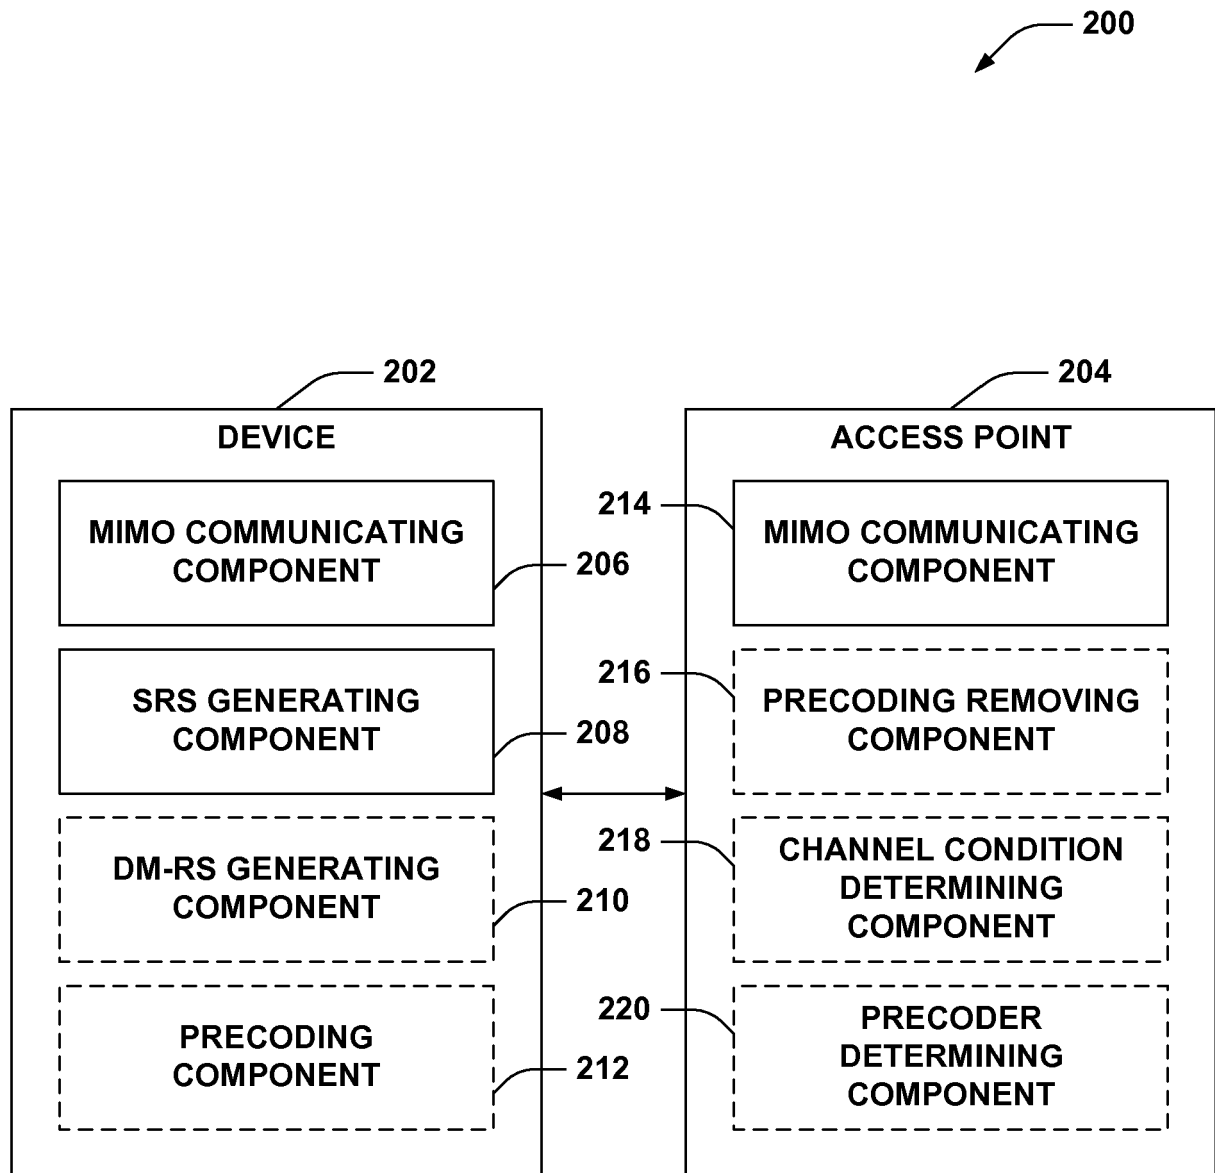 200
202
204
DEVICE
ACCESS POINT
MIMO COMMUNICATING
COMPONENT
206
214
MIMO COMMUNICATING
COMPONENT
SRS GENERATING
COMPONENT
208
216
PRECODING REMOVING
COMPONENT
DM-RS GENERATING
COMPONENT
210
218
CHANNEL CONDITION
DETERMINING
COMPONENT
PRECODING
COMPONENT
212
220
PRECODER
DETERMINING
COMPONENT